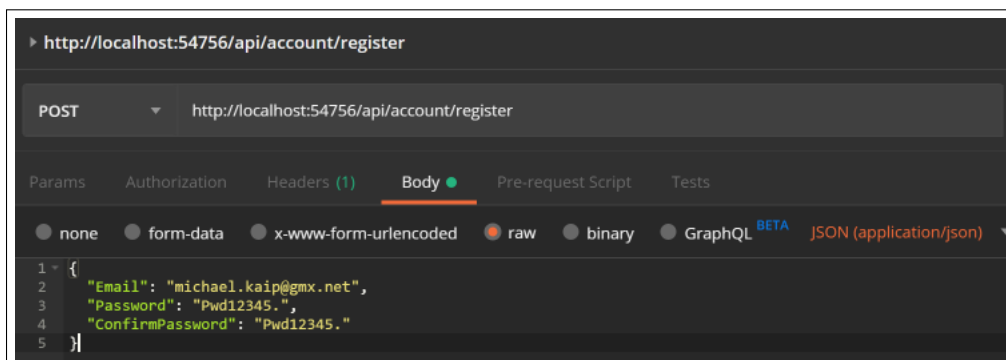 http://localhost:54756/api/account/register
POST http://localhost:54756/api/account/register
Params Authorization Headers (1) Body Pre-request Script Tests
none form-data x-www-form-urlencoded raw binary GraphQL BETA JSON (application/json)
1 {
2 "Email": "michael.kaip@gmx.net",
3 "Password": "Pwd12345.",
4 "ConfirmPassword": "Pwd12345."
5 }